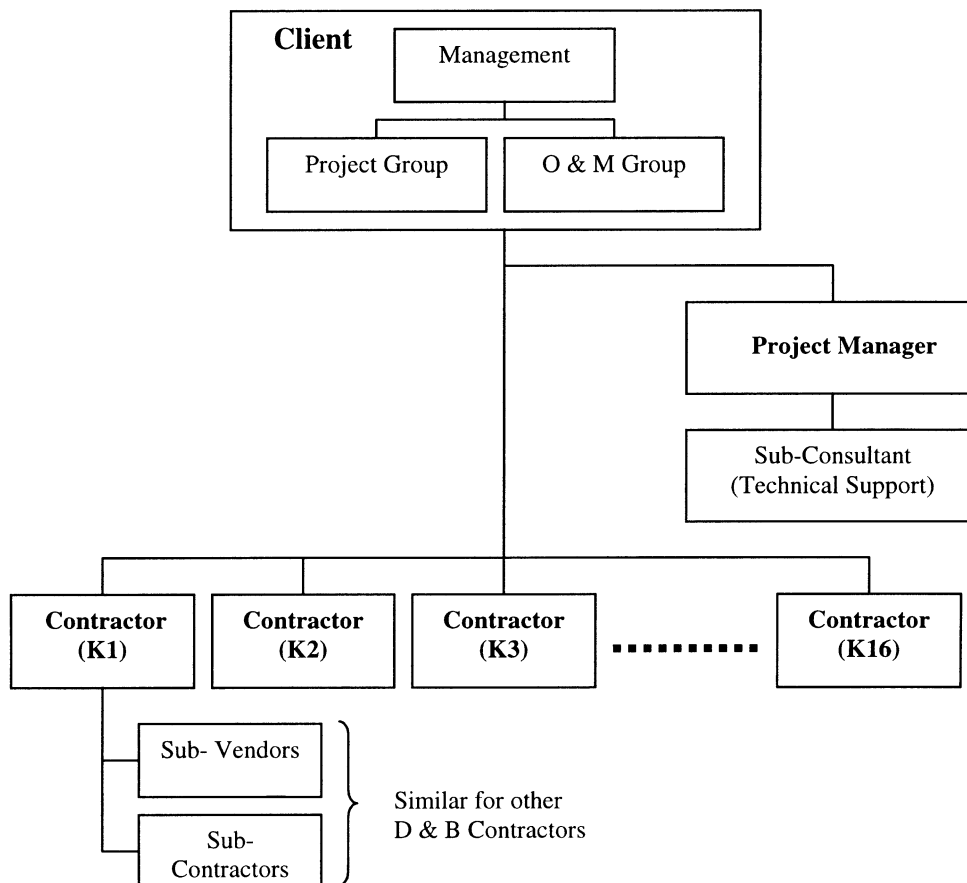 Client
Management
Project Group
O & M Group
Project Manager
Sub-Consultant
(Technical Support)
Contractor
(K1)
Contractor
(K2)
Contractor
(K3)
Contractor
(K16)
Sub- Vendors
Similar for other
D & B Contractors
Sub-
Contractors